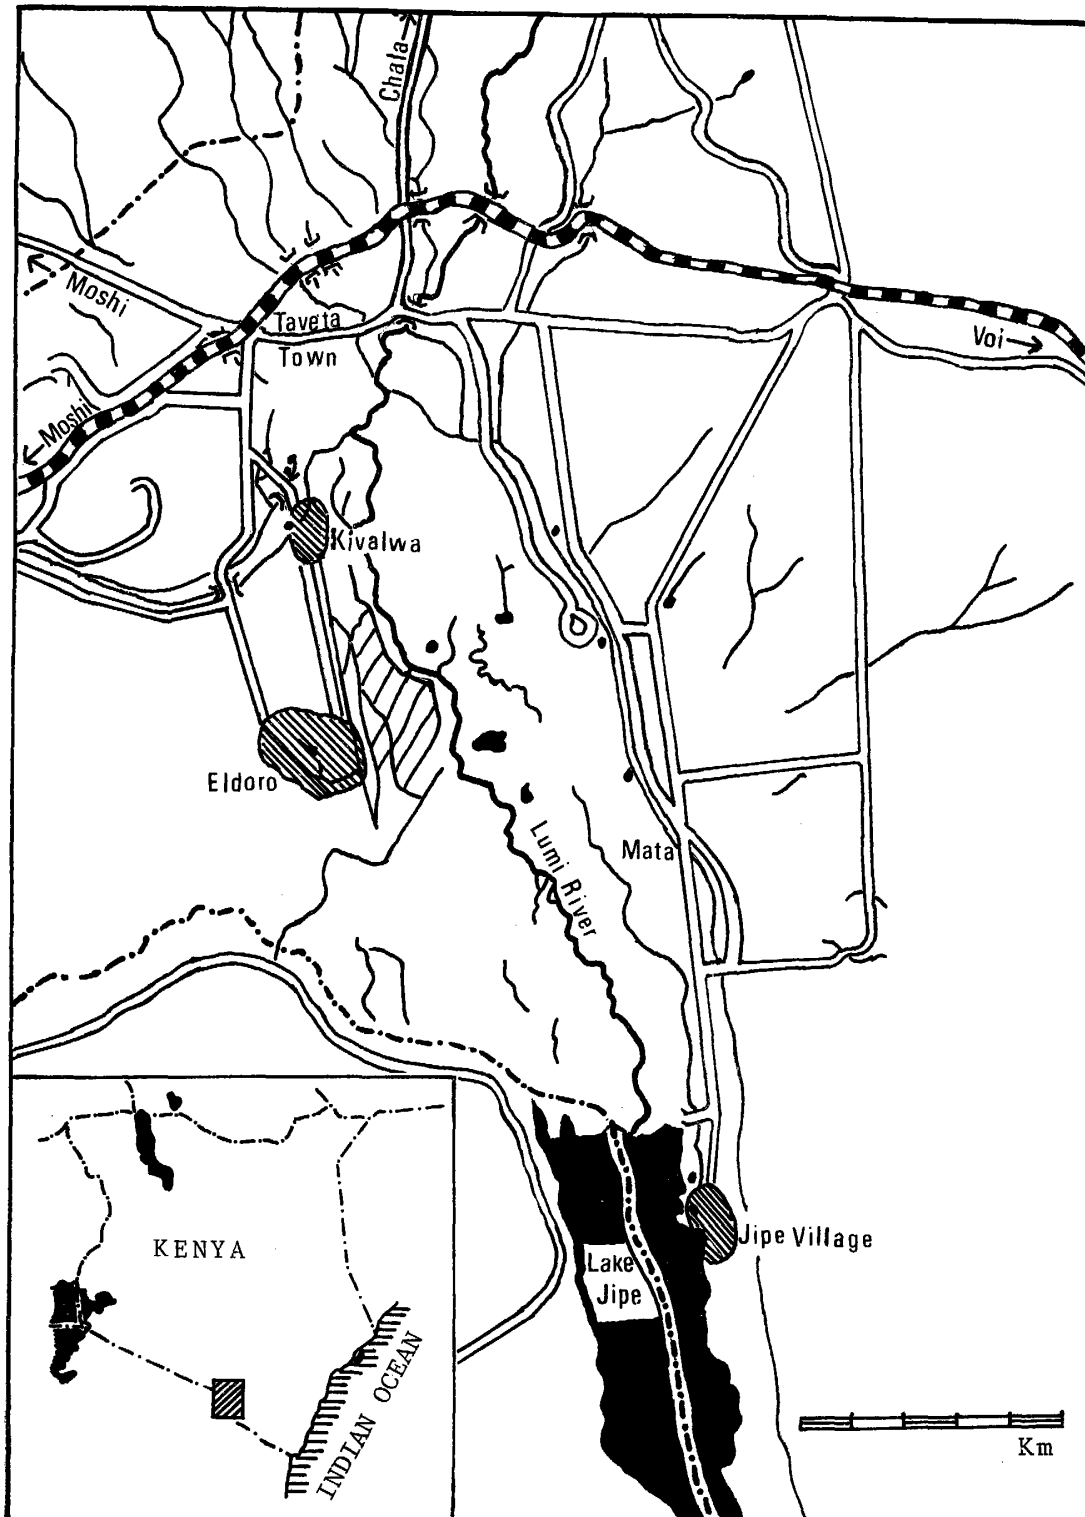 Chala
Moshi
Taveta
Town
Voi
Moshi
Kivalwa
Eldoro
Mata
Lumi River
Jipe Village
Lake
Jipe
KENYA
INDIAN OCEAN
Km